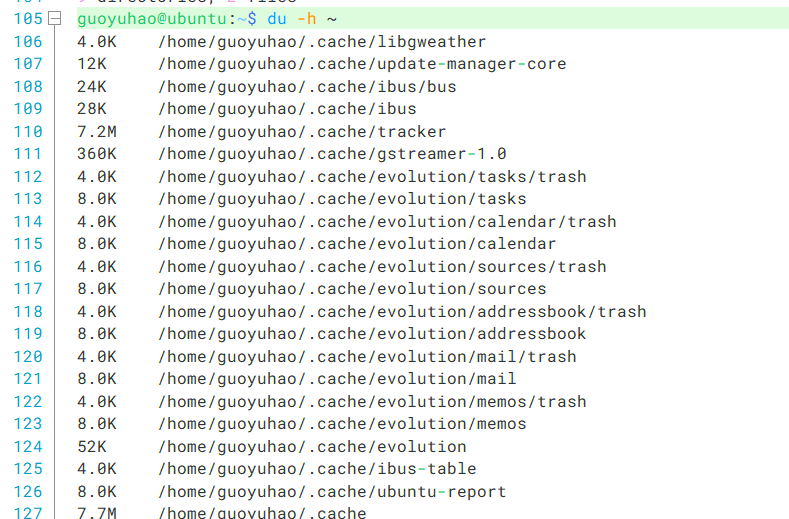 105 guoyuhao@ubuntu:~$ du -h ~
106 4.0K /home/guoyuhao/.cache/libgweather
107 12K /home/guoyuhao/.cache/update-manager-core
108 24K /home/guoyuhao/.cache/ibus/bus
109 28K /home/guoyuhao/.cache/ibus
110 7.2M /home/guoyuhao/.cache/tracker
111 360K /home/guoyuhao/.cache/gstreamer-1.0
112 4.0K /home/guoyuhao/.cache/evolution/tasks/trash
113 8.0K /home/guoyuhao/.cache/evolution/tasks
114 4.0K /home/guoyuhao/.cache/evolution/calendar/trash
115 8.0K /home/guoyuhao/.cache/evolution/calendar
116 4.0K /home/guoyuhao/.cache/evolution/sources/trash
117 8.0K /home/guoyuhao/.cache/evolution/sources
118 4.0K /home/guoyuhao/.cache/evolution/addressbook/trash
119 8.0K /home/guoyuhao/.cache/evolution/addressbook
120 4.0K /home/guoyuhao/.cache/evolution/mail/trash
121 8.0K /home/guoyuhao/.cache/evolution/mail
122 4.0K /home/guoyuhao/.cache/evolution/memos/trash
123 8.0K /home/guoyuhao/.cache/evolution/memos
124 52K /home/guoyuhao/.cache/evolution
125 4.0K /home/guoyuhao/.cache/ibus-table
126 8.0K /home/guoyuhao/.cache/ubuntu-report
127 7.7M /home/guoyuhao/.cache